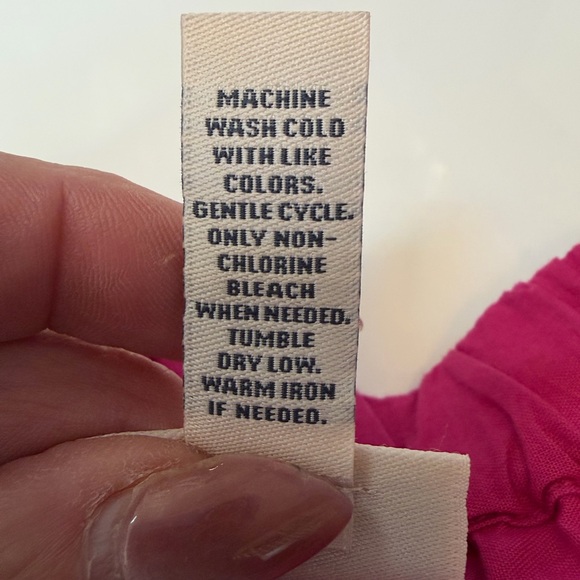 MACHINE
WASH COLD
WITH LIKE
COLORS.
GENTLE CYCLE.
ONLY NON-
CHLORINE
BLEACH
WHEN NEEDED.
TUMBLE
DRY LOW.
WARM IRON
IF NEEDED.